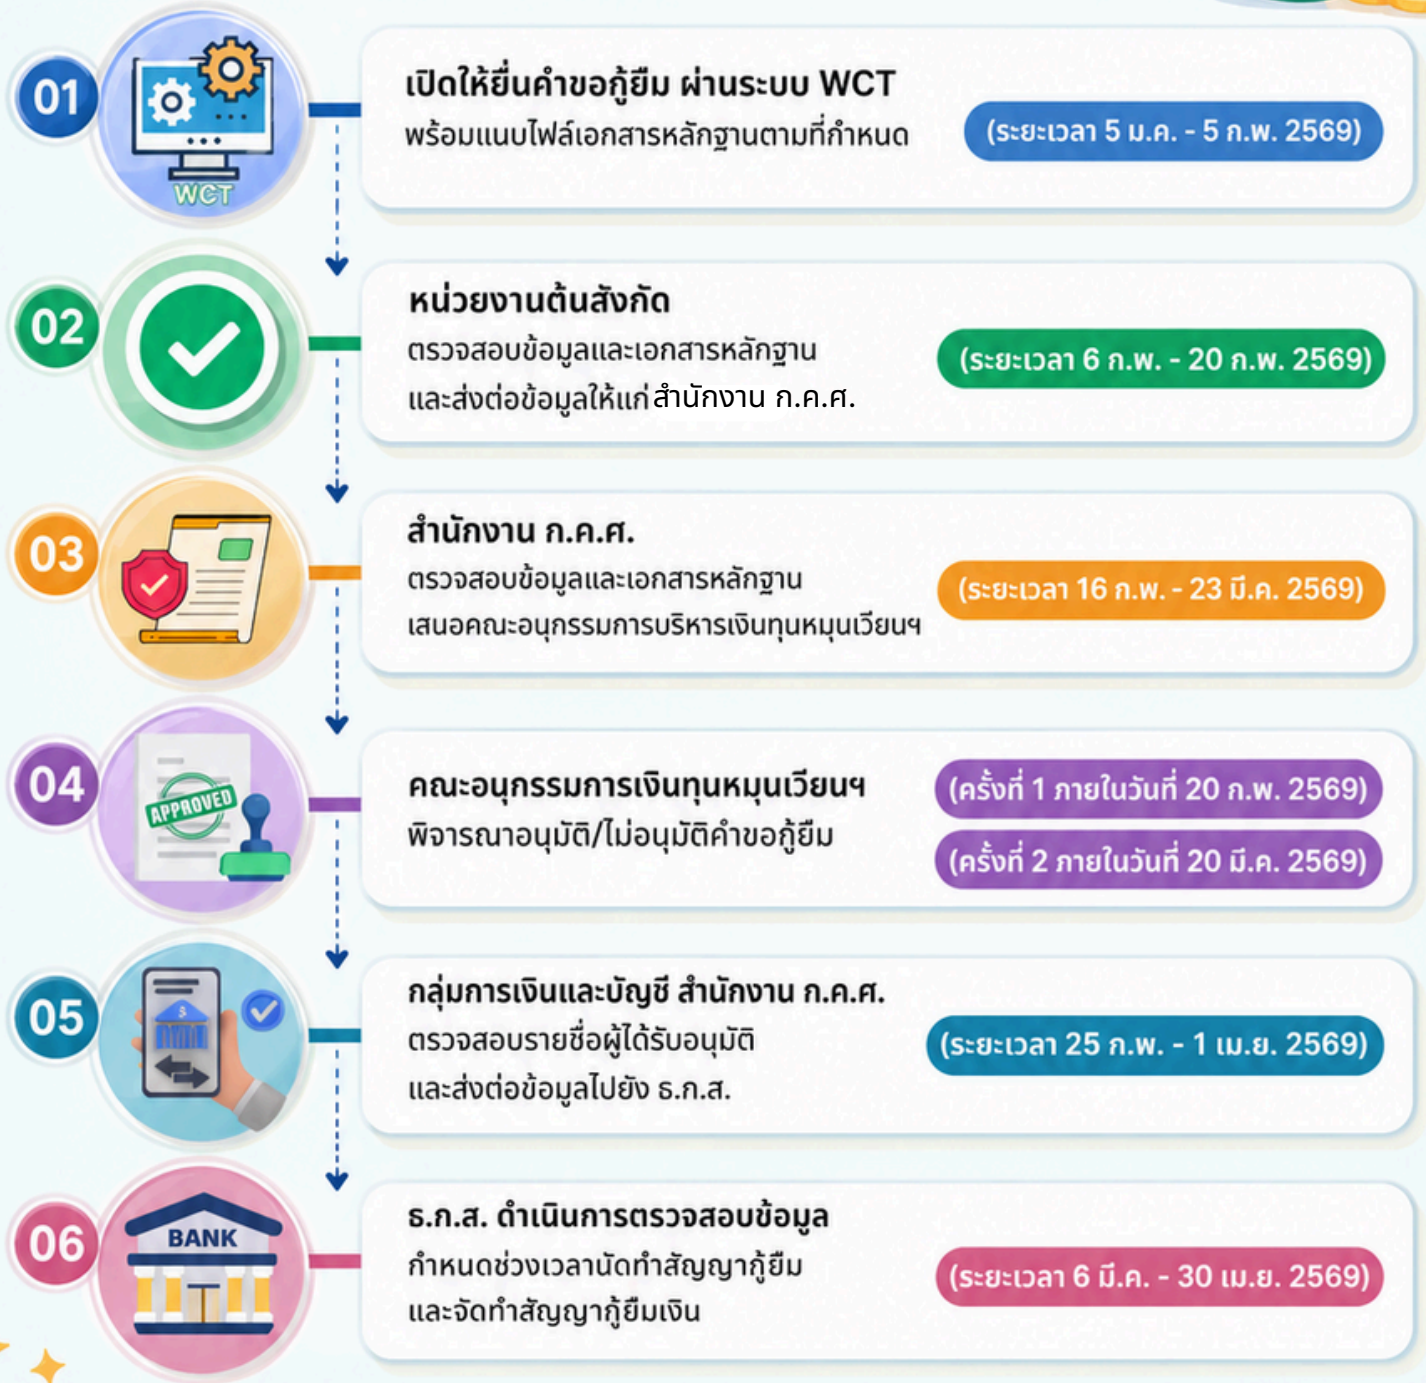 01
WCT
เปิดให้ยื่นคำขอกู้ยืม ผ่านระบบ WCT
พร้อมแนบไฟล์เอกสารหลักฐานตามที่กำหนด
(ระยะเวลา 5 ม.ค. - 5 ก.พ. 2569)
02
หน่วยงานต้นสังกัด
ตรวจสอบข้อมูลและเอกสารหลักฐาน
และส่งต่อข้อมูลให้แก่ สำนักงาน ก.ค.ศ.
(ระยะเวลา 6 ก.พ. - 20 ก.พ. 2569)
03
สำนักงาน ก.ค.ศ.
ตรวจสอบข้อมูลและเอกสารหลักฐาน
เสนอคณะอนุกรรมการบริหารเงินทุนหมุนเวียนฯ
(ระยะเวลา 16 ก.พ. - 23 มี.ค. 2569)
04
APPROVED
คณะอนุกรรมการเงินทุนหมุนเวียนฯ
พิจารณาอนุมัติ/ไม่อนุมัติคำขอกู้ยืม
(ครั้งที่ 1 ภายในวันที่ 20 ก.พ. 2569)
(ครั้งที่ 2 ภายในวันที่ 20 มี.ค. 2569)
05
$
กลุ่มการเงินและบัญชี สำนักงาน ก.ค.ศ.
ตรวจสอบรายชื่อผู้ได้รับอนุมัติ
และส่งต่อข้อมูลไปยัง ธ.ก.ส.
(ระยะเวลา 25 ก.พ. - 1 เม.ย. 2569)
06
BANK
ธ.ก.ส. ดำเนินการตรวจสอบข้อมูล
กำหนดช่วงเวลานัดทำสัญญากู้ยืม
และจัดทำสัญญากู้ยืมเงิน
(ระยะเวลา 6 มี.ค. - 30 เม.ย. 2569)